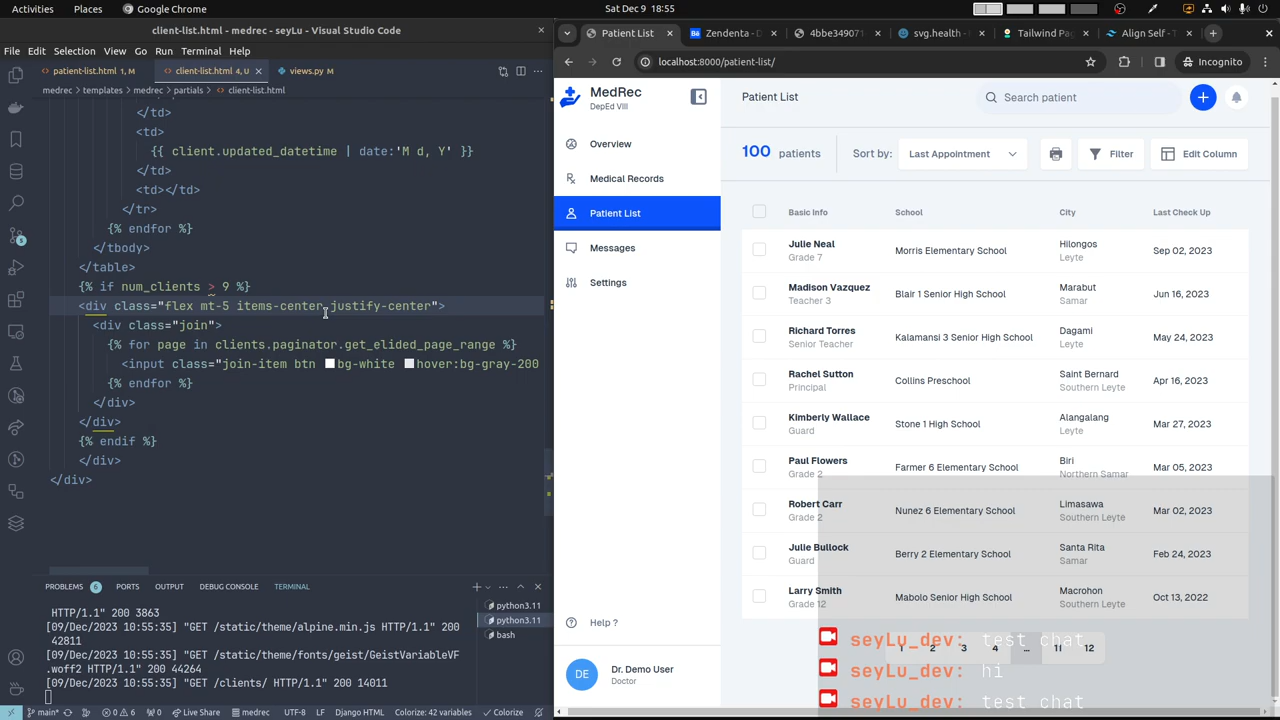 Activities
Places
Google Chrome
Sat Dec 9 18:55
client-list.html - medrec - seyLu - Visual Studio Code
File Edit Selection View Go Run Terminal Help
patient-list.html 1, M
client-list.html 4, U
views.py M
medrec > templates > medrec > partials > client-list.html
</td>
<td>
{{ client.updated_datetime | date:'M d, Y' }}
</td>
<td></td>
</tr>
{% endfor %}
</tbody>
</table>
{% if num_clients > 9 %}
<div class="flex mt-5 items-center justify-center">
<div class="join">
{% for page in clients.paginator.get_elided_page_range %}
<input class="join-item btn bg-white hover:bg-gray-200
{% endfor %}
</div>
</div>
{% endif %}
</div>
</div>
PROBLEMS 6 PORTS OUTPUT DEBUG CONSOLE TERMINAL
HTTP/1.1" 200 3863
[09/Dec/2023 10:55:35] "GET /static/theme/alpine.min.js HTTP/1.1" 200
42811
[09/Dec/2023 10:55:35] "GET /static/fonts/geist/GeistVariableVF
.woff2 HTTP/1.1" 200 44264
[09/Dec/2023 10:55:35] "GET /clients/ HTTP/1.1" 200 14011
python3.11
python3.11
bash
main* 0 0 Live Share medrec UTF-8 LF Django HTML Colorize: 42 variables Colorize
Patient List
Zendenta - D
4bbe349071
svg.health -
Tailwind Pag
Align Self - T
localhost:8000/patient-list/
Incognito
MedRec
DepEd VIII
Overview
Medical Records
Patient List
Messages
Settings
Help ?
DE
Dr. Demo User
Doctor
Patient List
Search patient
100 patients
Sort by: Last Appointment
Filter
Edit Column
Basic Info School City Last Check Up
Julie Neal
Grade 7
Morris Elementary School
Hilongos
Leyte
Sep 02, 2023
Madison Vazquez
Teacher 3
Blair 1 Senior High School
Marabut
Samar
Jun 16, 2023
Richard Torres
Senior Teacher
Kalamansi 3 Senior High School
Dagami
Leyte
May 24, 2023
Rachel Sutton
Principal
Collins Preschool
Saint Bernard
Southern Leyte
Apr 16, 2023
Kimberly Wallace
Guard
Stone 1 High School
Alangalang
Leyte
Mar 27, 2023
Paul Flowers
Grade 2
Farmer 6 Elementary School
Biri
Northern Samar
Mar 05, 2023
Robert Carr
Grade 2
Nunez 6 Elementary School
Limasawa
Southern Leyte
Mar 02, 2023
Julie Bullock
Guard
Berry 2 Elementary School
Santa Rita
Samar
Feb 24, 2023
Larry Smith
Grade 12
Mabolo Senior High School
Macrohon
Southern Leyte
Oct 13, 2022
1 2 3 4 ... 11 12
seyLu_dev: test chat
seyLu_dev: hi
seyLu_dev: test chat